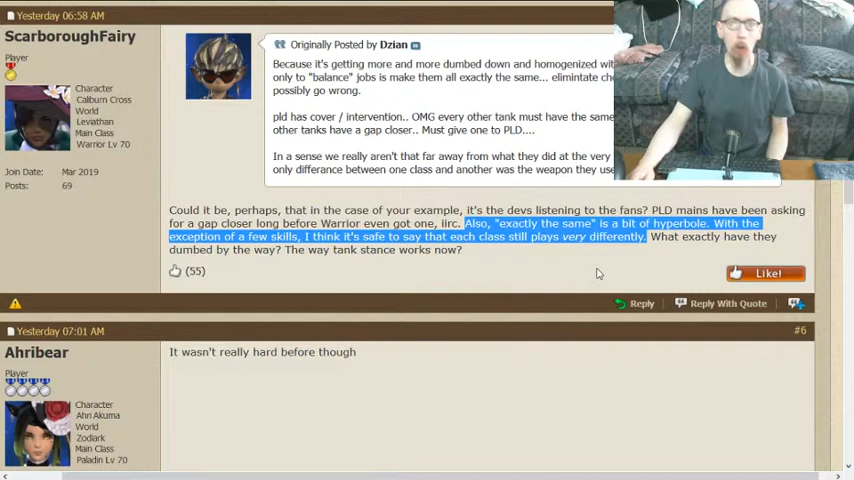 Yesterday 06:58 AM
ScarboroughFairy
Player
Character
Caliburn Cross
World
Leviathan
Main Class
Warrior Lv 70
Join Date: Mar 2019
Posts: 69
Originally Posted by Dzian
Because it's getting more and more dumbed down and homogenized
only to "balance" jobs is make them all exactly the same... elimintate
possibly go wrong.
pld has cover / intervention.. OMG every other tank must have the same
other tanks have a gap closer.. Must give one to PLD....
In a sense we really aren't that far away from what they did at the very
only differance between one class and another was the weapon they
Could it be, perhaps, that in the case of your example, it's the devs listening to the fans? PLD mains have been asking
for a gap closer long before Warrior even got one, iirc. Also, "exactly the same" is a bit of hyperbole. With the
exception of a few skills, I think it's safe to say that each class still plays very differently. What exactly have they
dumbed by the way? The way tank stance works now?
(55)
Like!
Reply
Reply With Quote
Yesterday 07:01 AM
#6
Ahribear
Player
It wasn't really hard before though
Character
Ahri Akuma
World
Zodiark
Main Class
Paladin Lv 70